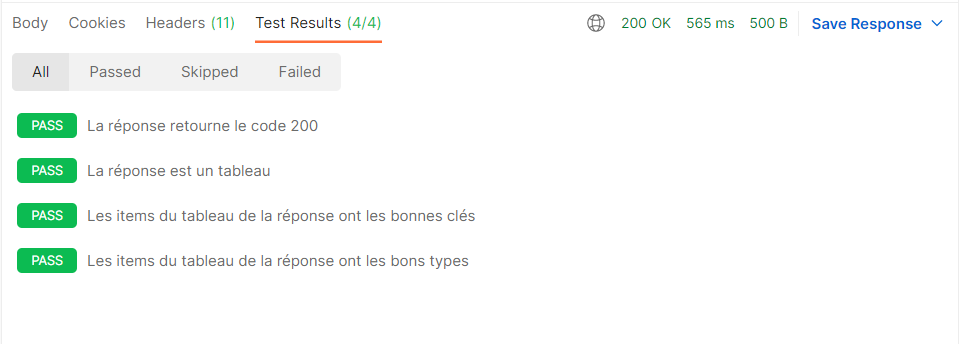 Body Cookies Headers (11) Test Results (4/4) 200 OK 565 ms 500 B Save Response
All Passed Skipped Failed
PASS La réponse retourne le code 200
PASS La réponse est un tableau
PASS Les items du tableau de la réponse ont les bonnes clés
PASS Les items du tableau de la réponse ont les bons types